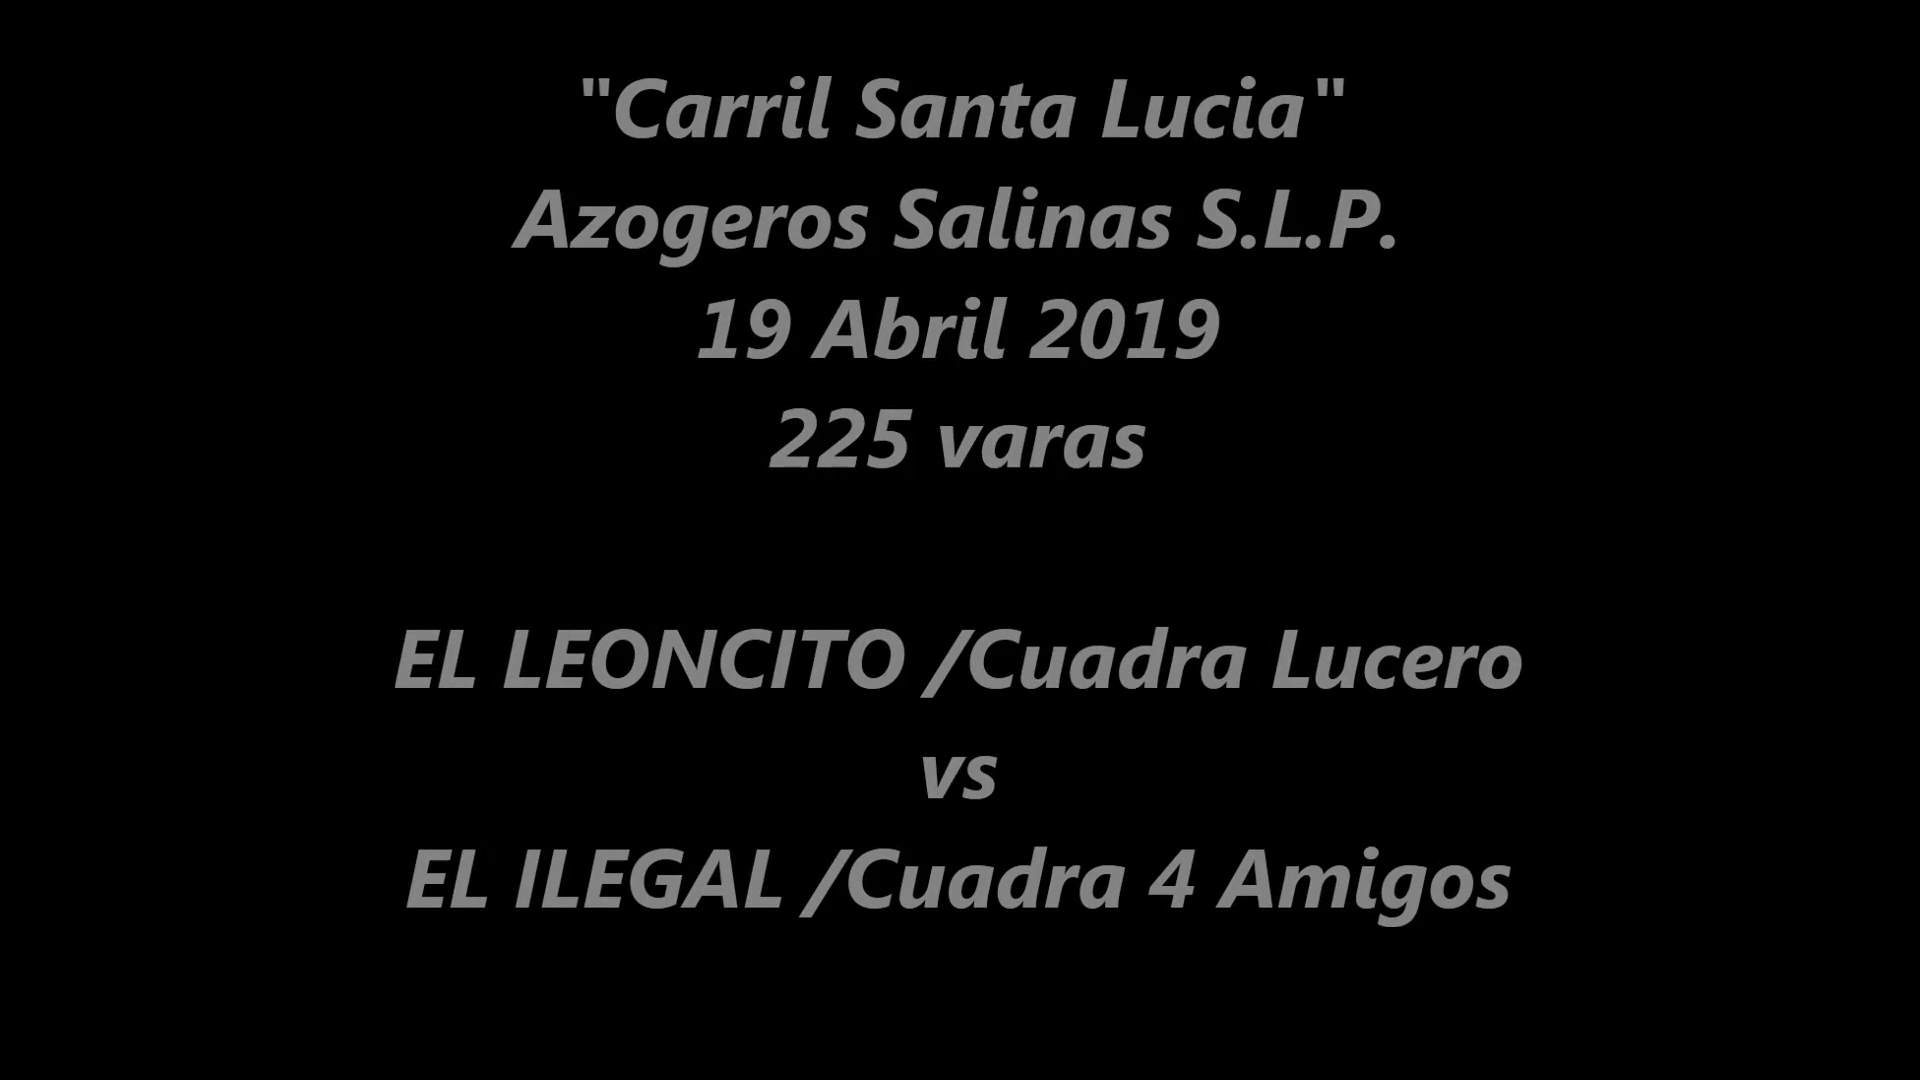 "Carril Santa Lucia"
Azogeros Salinas S.L.P.
19 Abril 2019
225 varas
EL LEONCITO /Cuadra Lucero
vs
EL ILEGAL /Cuadra 4 Amigos